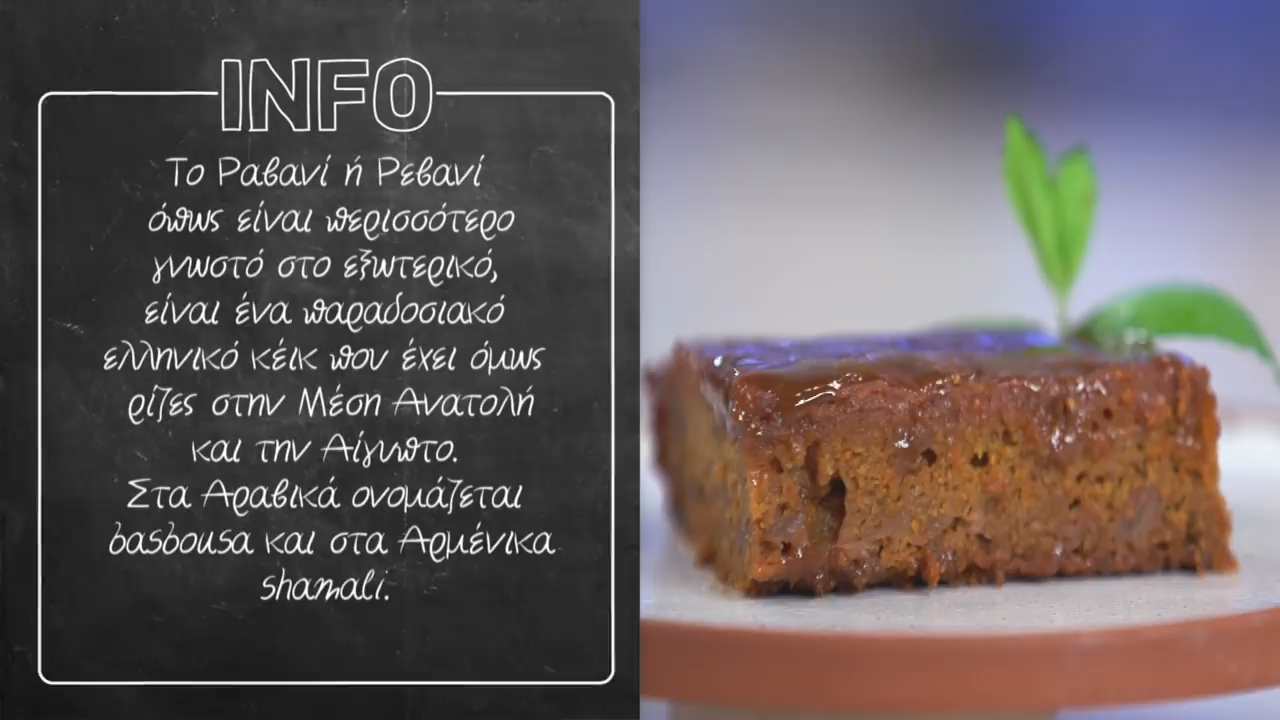 INFO
Το Ραβανί ή Ρεβανί
όπως είναι περισσότερο
γνωστό στο εξωτερικό,
είναι ένα παραδοσιακό
ελληνικό κέικ που έχει όμως
ρίζες στην Μέση Ανατολή
και την Αίγυπτο.
Στα Αραβικά ονομάζεται
basbousa και στα Αρμένικα
shamali.